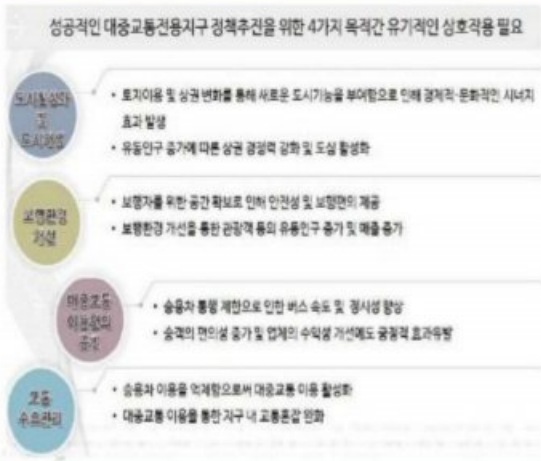 성공적인 대중교통전용지구 정책추진을 위한 4가지 목적간 유기적인 상호작용 필요
도시활성화
및
도시재생
• 토지이용 및 상권 변화를 통해 새로운 도시기능을 부여함으로 인해 경제적·문화적인 시너지
효과 발생
• 유동인구 증가에 따른 상권 경쟁력 강화 및 도심 활성화
보행환경
개선
• 보행자를 위한 공간 확보로 인해 안전성 및 보행편의 제공
• 보행환경 개선을 통한 관광객 등의 유동인구 증가 및 매출 증가
대중교통
이용편의
증가
• 승용차 통행 제한으로 인한 버스 속도 및 정시성 향상
• 승객의 편의성 증가 및 업체의 수익성 개선에도 긍정적 효과유발
교통
수요관리
• 승용차 이용을 억제함으로써 대중교통 이용 활성화
• 대중교통 이용을 통한 지구 내 교통혼잡 완화